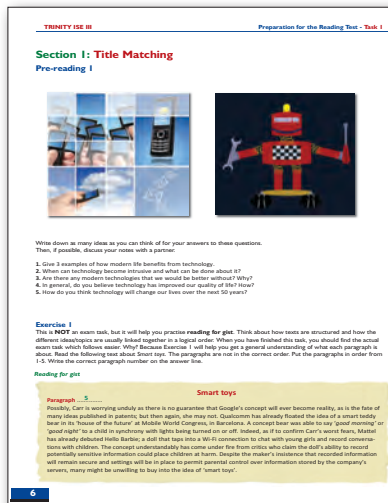 TRINITY ISE III
Preparation for the Reading Test - Task 1
Section 1: Title Matching
Pre-reading 1
Write down as many ideas as you can think of for your answers to these questions.
Then, if possible, discuss your notes with a partner.
1. Give 3 examples of how modern life benefits from technology.
2. When can technology become intrusive and what can be done about it?
3. Are there any modern technologies that we would be better without? Why?
4. In general, do you believe technology has improved our quality of life? How?
5. How do you think technology will change our lives over the next 50 years?
Exercise 1
This is NOT an exam task, but it will help you practise reading for gist. Think about how texts are structured and how the
different ideas/topics are usually linked together in a logical order. When you have finished this task, you should find the actual
exam task which follows easier. Why? Because Exercise 1 will help you get a general understanding of what each paragraph is
about. Read the following text about Smart toys. The paragraphs are not in the correct order. Put the paragraphs in order from
1-5. Write the correct paragraph number on the answer line.
Reading for gist
Smart toys
Paragraph ....5....
Possibly, Carr is worrying unduly as there is no guarantee that Google's concept will ever become reality, as is the fate of
many ideas published in patents; but then again, she may not. Qualcomm has already floated the idea of a smart teddy
bear in its 'house of the future' at Mobile World Congress, in Barcelona. A concept bear was able to say 'good morning' or
'good night' to a child in synchrony with lights being turned on or off. Indeed, as if to confirm Carr's worst fears, Mattel
has already debuted Hello Barbie; a doll that taps into a Wi-Fi connection to chat with young girls and record conversa-
tions with children. The concept understandably has come under fire from critics who claim the doll's ability to record
potentially sensitive information could place children at harm. Despite the maker's insistence that recorded information
will remain secure and settings will be in place to permit parental control over information stored by the company's
servers, many might be unwilling to buy into the idea of 'smart toys'.
6